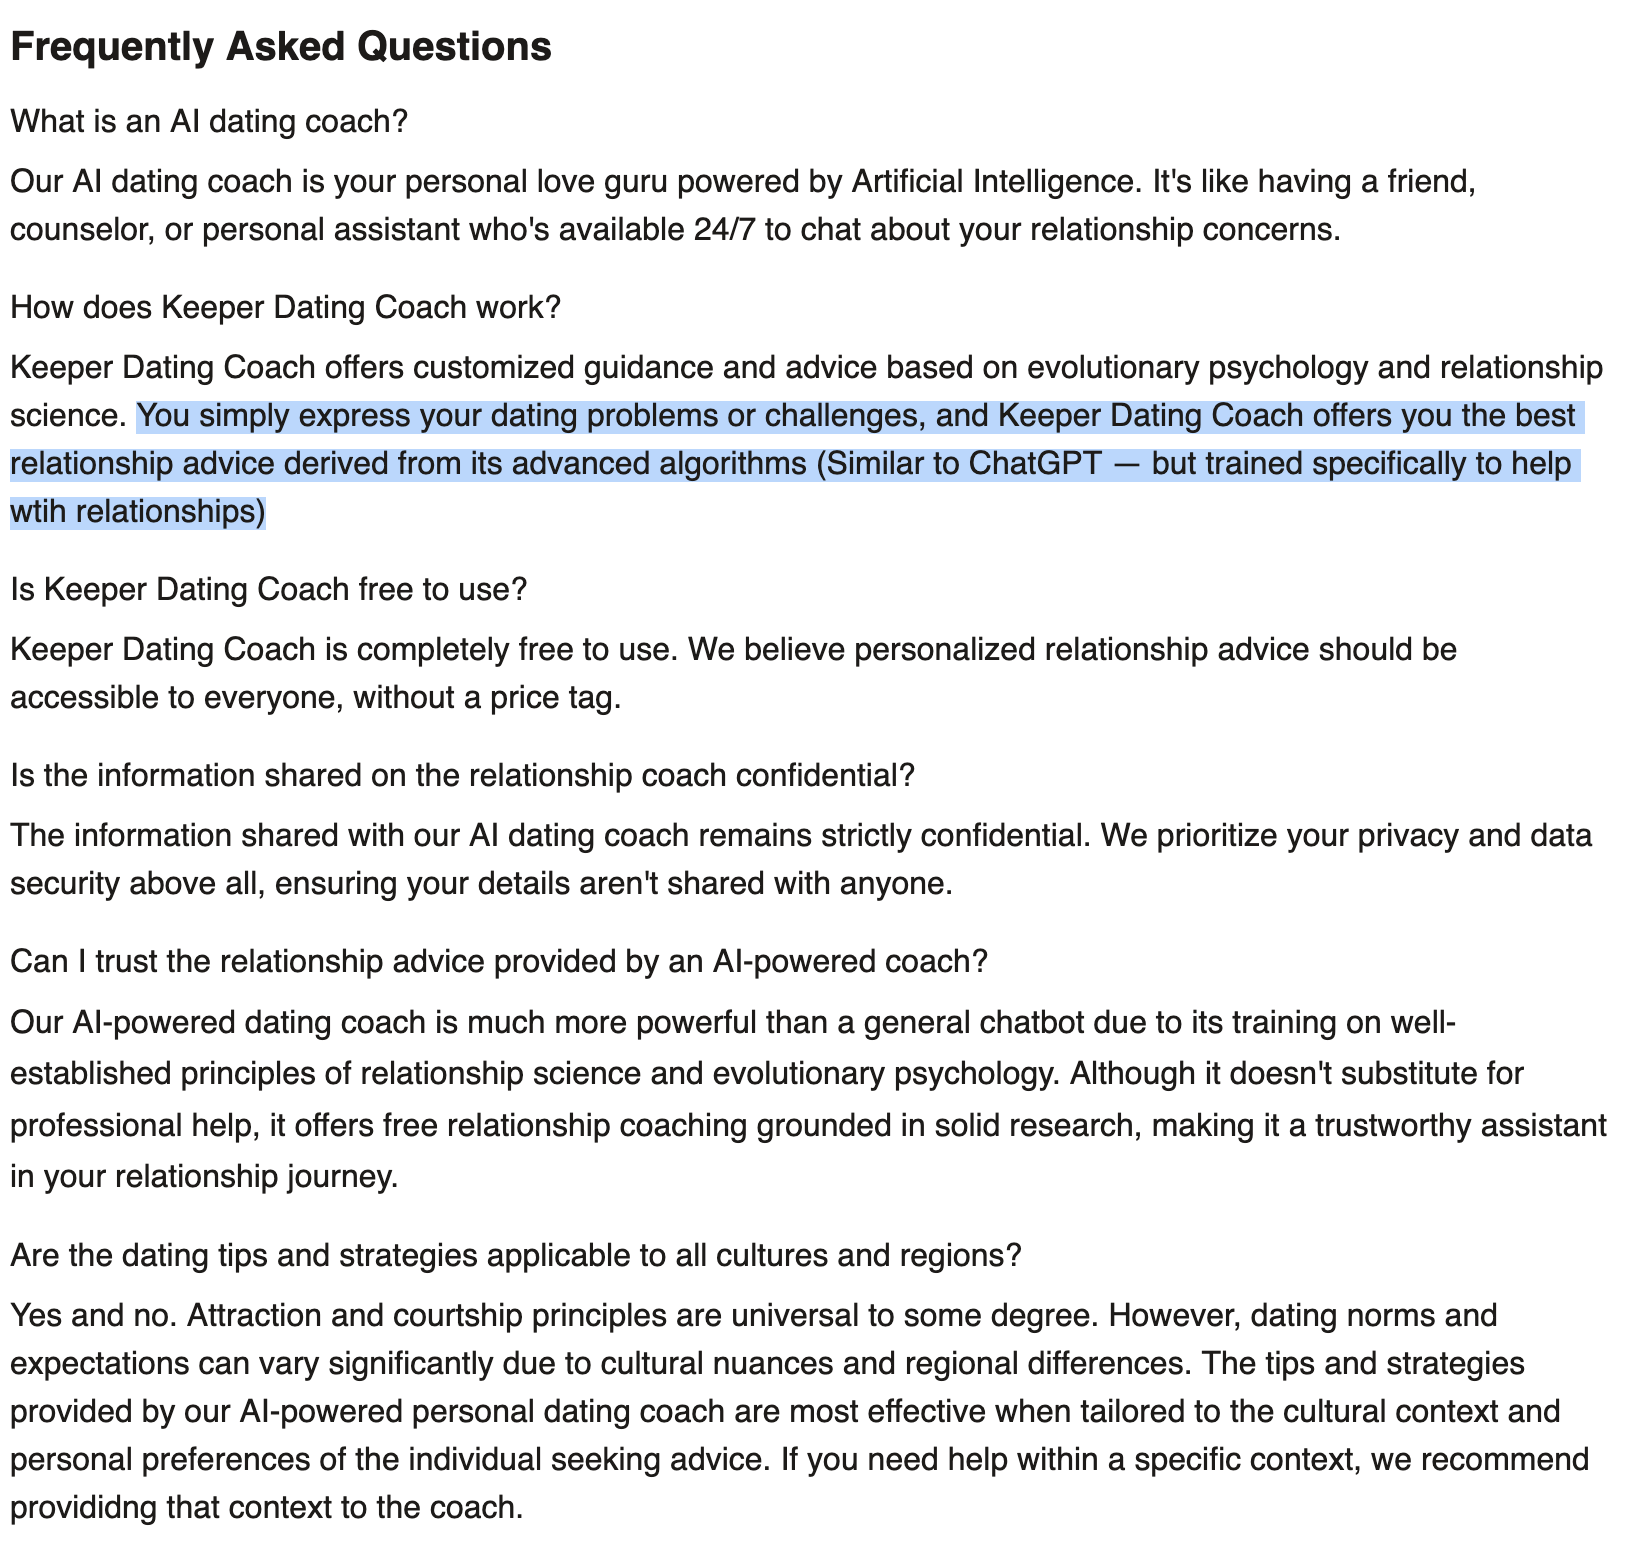 Frequently Asked Questions
What is an AI dating coach?
Our AI dating coach is your personal love guru powered by Artificial Intelligence. It's like having a friend,
counselor, or personal assistant who's available 24/7 to chat about your relationship concerns.
How does Keeper Dating Coach work?
Keeper Dating Coach offers customized guidance and advice based on evolutionary psychology and relationship
science. You simply express your dating problems or challenges, and Keeper Dating Coach offers you the best
relationship advice derived from its advanced algorithms (Similar to ChatGPT — but trained specifically to help
wtih relationships)
Is Keeper Dating Coach free to use?
Keeper Dating Coach is completely free to use. We believe personalized relationship advice should be
accessible to everyone, without a price tag.
Is the information shared on the relationship coach confidential?
The information shared with our AI dating coach remains strictly confidential. We prioritize your privacy and data
security above all, ensuring your details aren't shared with anyone.
Can I trust the relationship advice provided by an AI-powered coach?
Our AI-powered dating coach is much more powerful than a general chatbot due to its training on well-
established principles of relationship science and evolutionary psychology. Although it doesn't substitute for
professional help, it offers free relationship coaching grounded in solid research, making it a trustworthy assistant
in your relationship journey.
Are the dating tips and strategies applicable to all cultures and regions?
Yes and no. Attraction and courtship principles are universal to some degree. However, dating norms and
expectations can vary significantly due to cultural nuances and regional differences. The tips and strategies
provided by our AI-powered personal dating coach are most effective when tailored to the cultural context and
personal preferences of the individual seeking advice. If you need help within a specific context, we recommend
provididng that context to the coach.